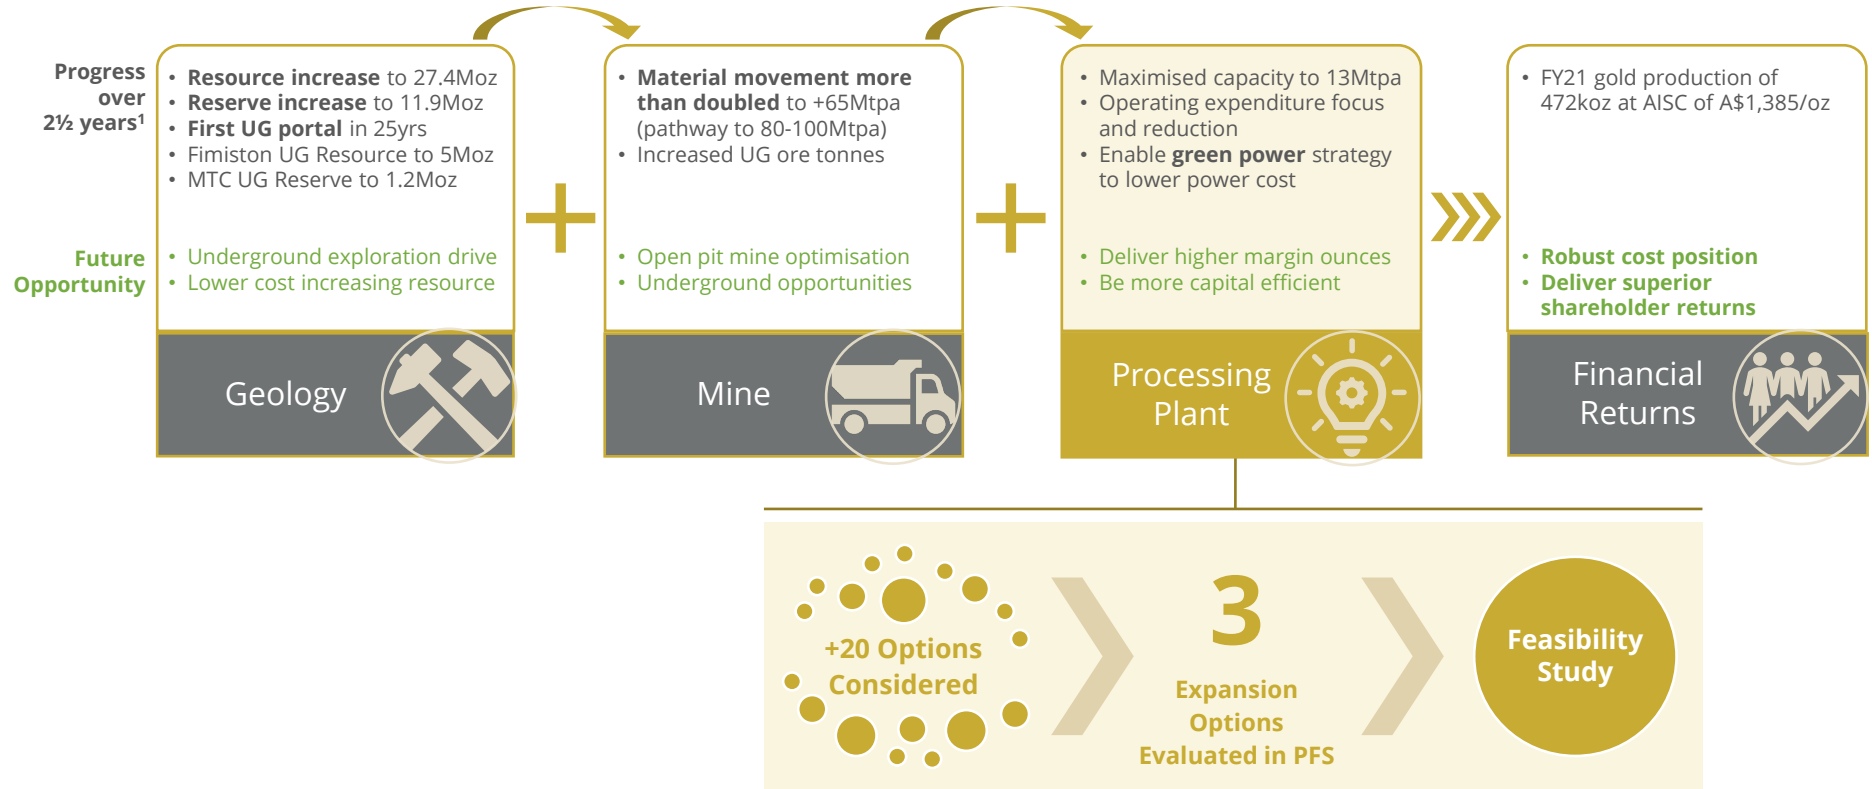 Progress
over
2½ years¹
• Resource increase to 27.4Moz
• Reserve increase to 11.9Moz
• First UG portal in 25yrs
• Fimiston UG Resource to 5Moz
• MTC UG Reserve to 1.2Moz
• Material movement more
than doubled to +65Mtpa
(pathway to 80-100Mtpa)
• Increased UG ore tonnes
• Maximised capacity to 13Mtpa
• Operating expenditure focus
and reduction
• Enable green power strategy
to lower power cost
• FY21 gold production of
472koz at AISC of A$1,385/oz
Future
Opportunity
• Underground exploration drive
• Lower cost increasing resource
• Open pit mine optimisation
• Underground opportunities
• Deliver higher margin ounces
• Be more capital efficient
• Robust cost position
• Deliver superior
shareholder returns
Geology
Mine
Processing
Plant
Financial
Returns
+20 Options
Considered
3
Expansion
Options
Evaluated in PFS
Feasibility
Study